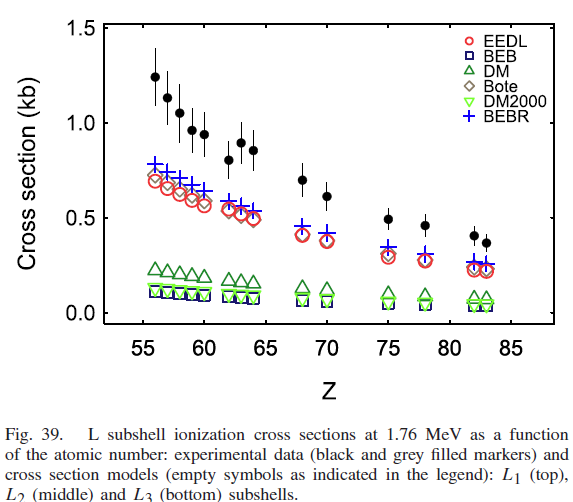 1.5
1.0
0.5
0.0
Cross section (kb)
EEDL
BEB
DM
Bote
DM2000
BEBR
55 60 65 70 75 80 85
Z
Fig. 39. L subshell ionization cross sections at 1.76 MeV as a function
of the atomic number: experimental data (black and grey filled markers) and
cross section models (empty symbols as indicated in the legend): L1 (top),
L2 (middle) and L3 (bottom) subshells.